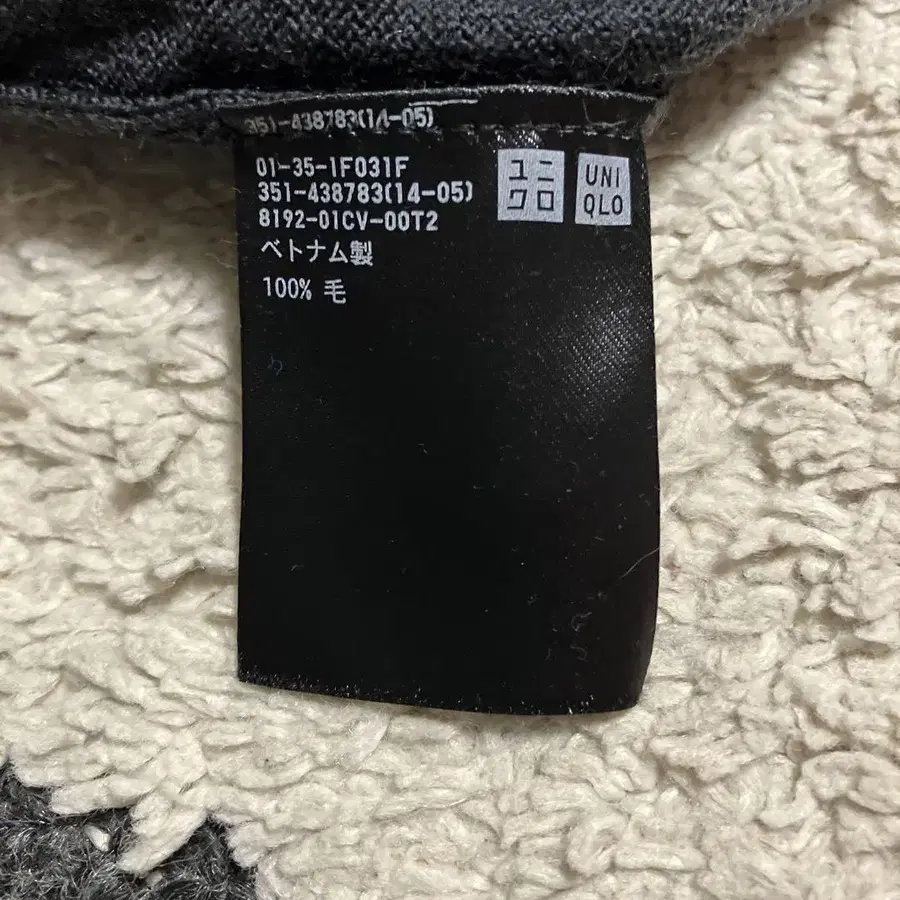 351-438783(14-05)
01-35-1F031F
351-438783(14-05)
8192-01CV-00T2
ベトナム製
100% 毛
ユニ
クロ
UNI
QLO